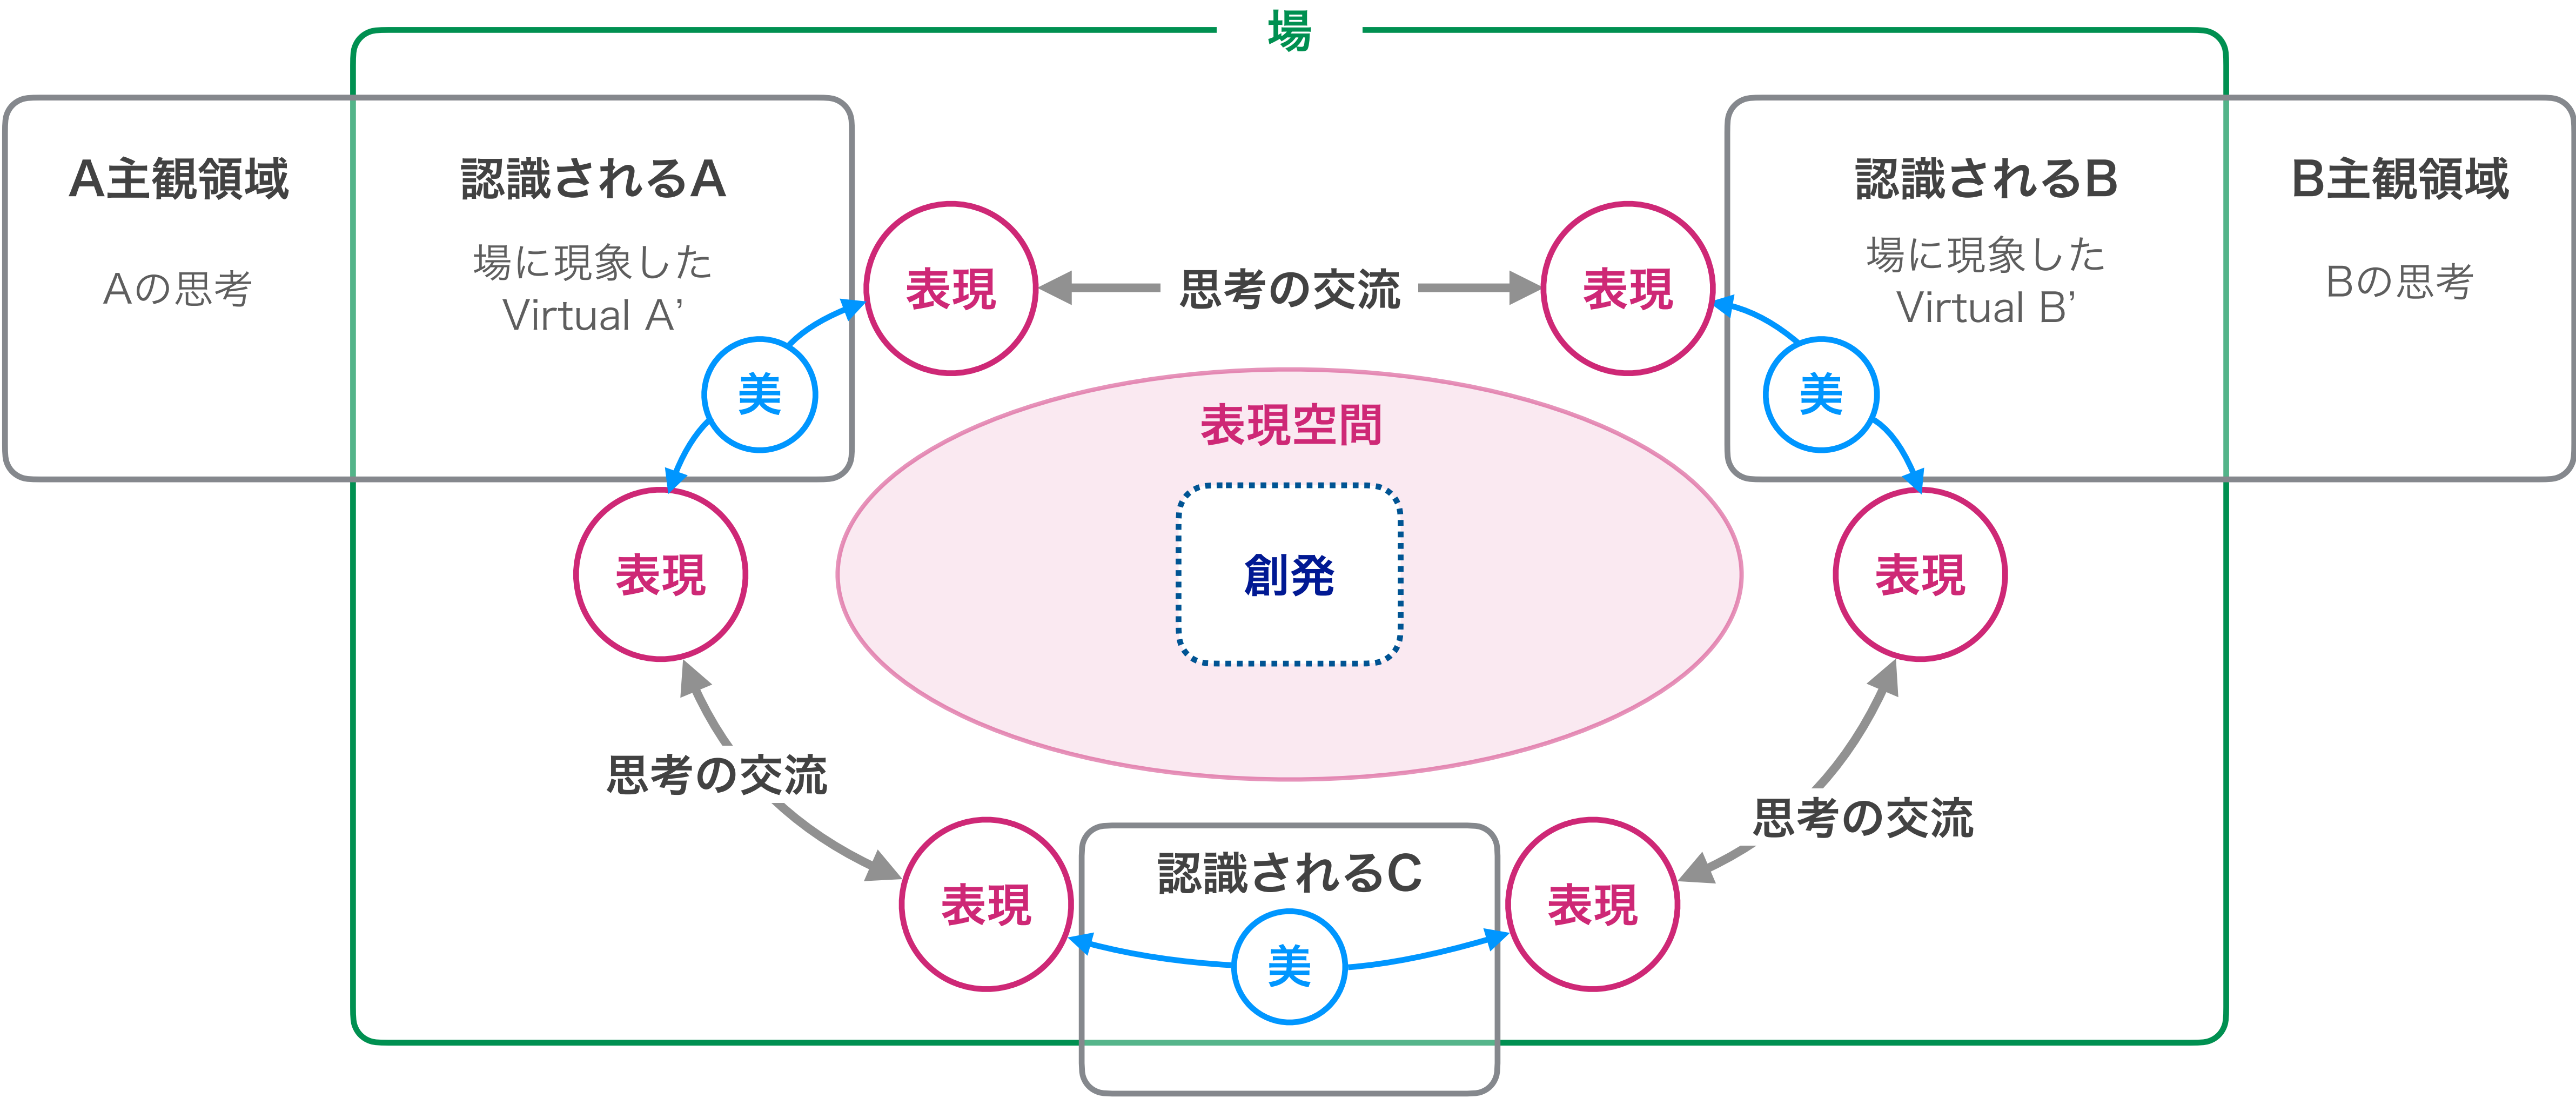 場
A主観領域
認識されるA
認識されるB
B主観領域
Aの思考
場に現象した
Virtual A’
場に現象した
Virtual B’
Bの思考
表現
思考の交流
表現
美
美
表現空間
表現
創発
表現
思考の交流
思考の交流
認識されるC
表現
美
表現